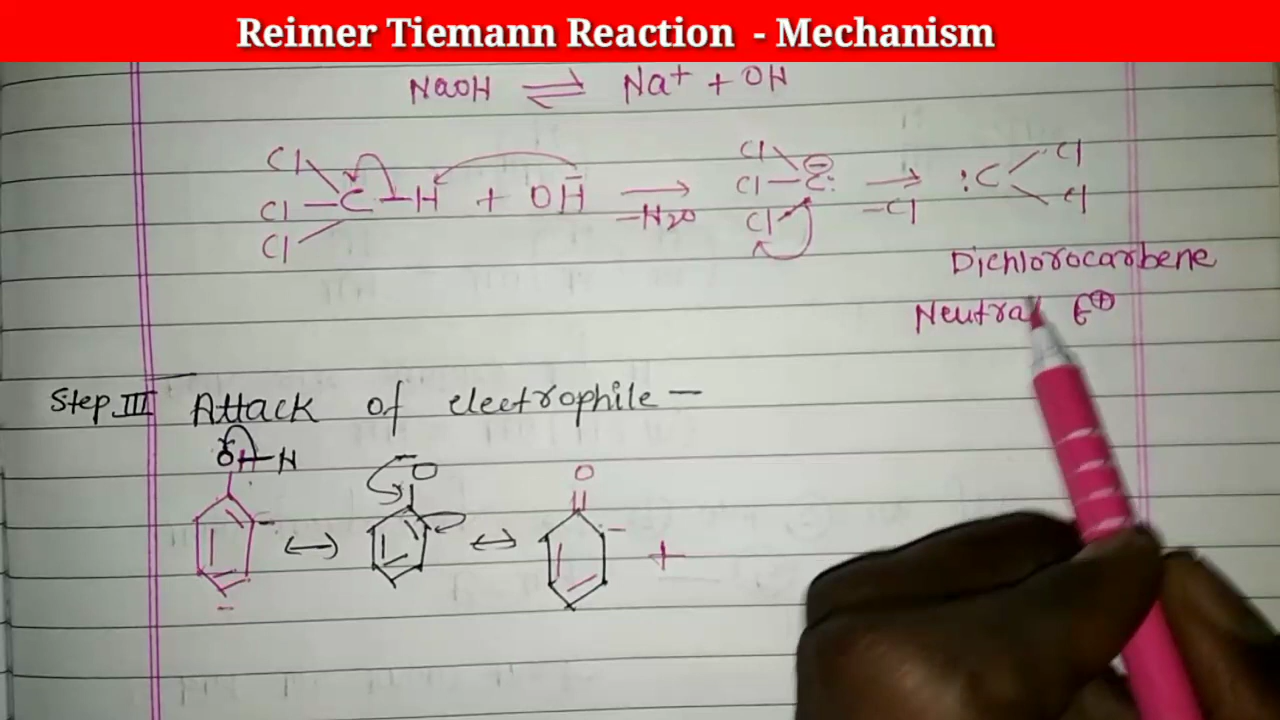 Reimer Tiemann Reaction - Mechanism
NaOH ⇌ Na+ + OH
Cl Cl
Cl – C – H + OH̄ → Cl – C̈⊖ → :C Cl
Cl –H2O Cl –Cl Cl
Dichlorocarbene
Neutral E⊕
Step III Attack of electrophile –
OH–H ↔ ⁻O ↔ O +